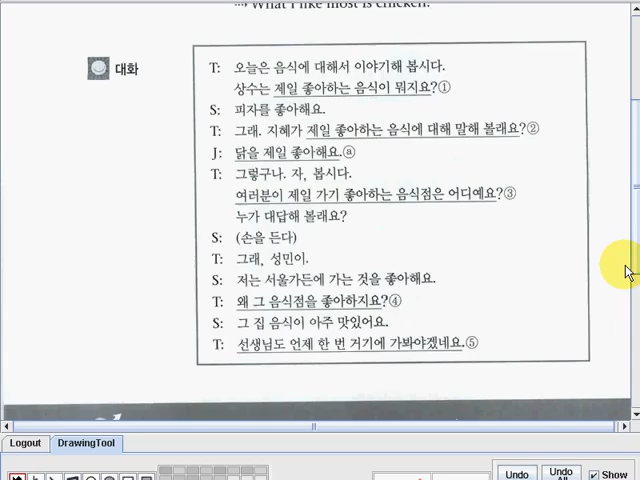 ..., What I like most is chicken.
대화
T: 오늘은 음식에 대해서 이야기해 봅시다.
상수는 제일 좋아하는 음식이 뭐지요?①
S: 피자를 좋아해요.
T: 그래. 지혜가 제일 좋아하는 음식에 대해 말해 볼래요?②
J: 닭을 제일 좋아해요.ⓐ
T: 그렇구나. 자, 봅시다.
여러분이 제일 가기 좋아하는 음식점은 어디예요?③
누가 대답해 볼래요?
S: (손을 든다)
T: 그래, 성민이.
S: 저는 서울가든에 가는 것을 좋아해요.
T: 왜 그 음식점을 좋아하지요?④
S: 그 집 음식이 아주 맛있어요.
T: 선생님도 언제 한 번 거기에 가봐야겠네요.⑤
Logout DrawingTool
Undo Undo All Show